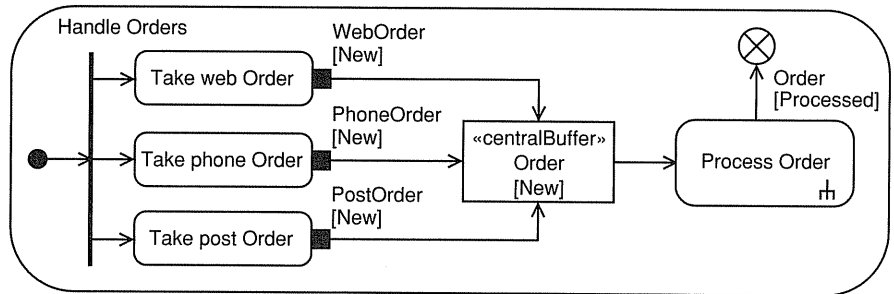 Handle Orders
Take web Order
WebOrder
[New]
Take phone Order
PhoneOrder
[New]
Take post Order
PostOrder
[New]
«centralBuffer»
Order
[New]
Process Order
Order
[Processed]